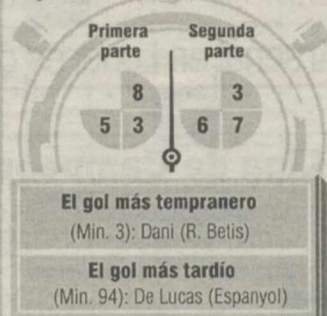 Primera Segunda
parte parte
8 3
5 3 6 7
El gol más tempranero
(Min. 3): Dani (R. Betis)
El gol más tardío
(Min. 94): De Lucas (Espanyol)